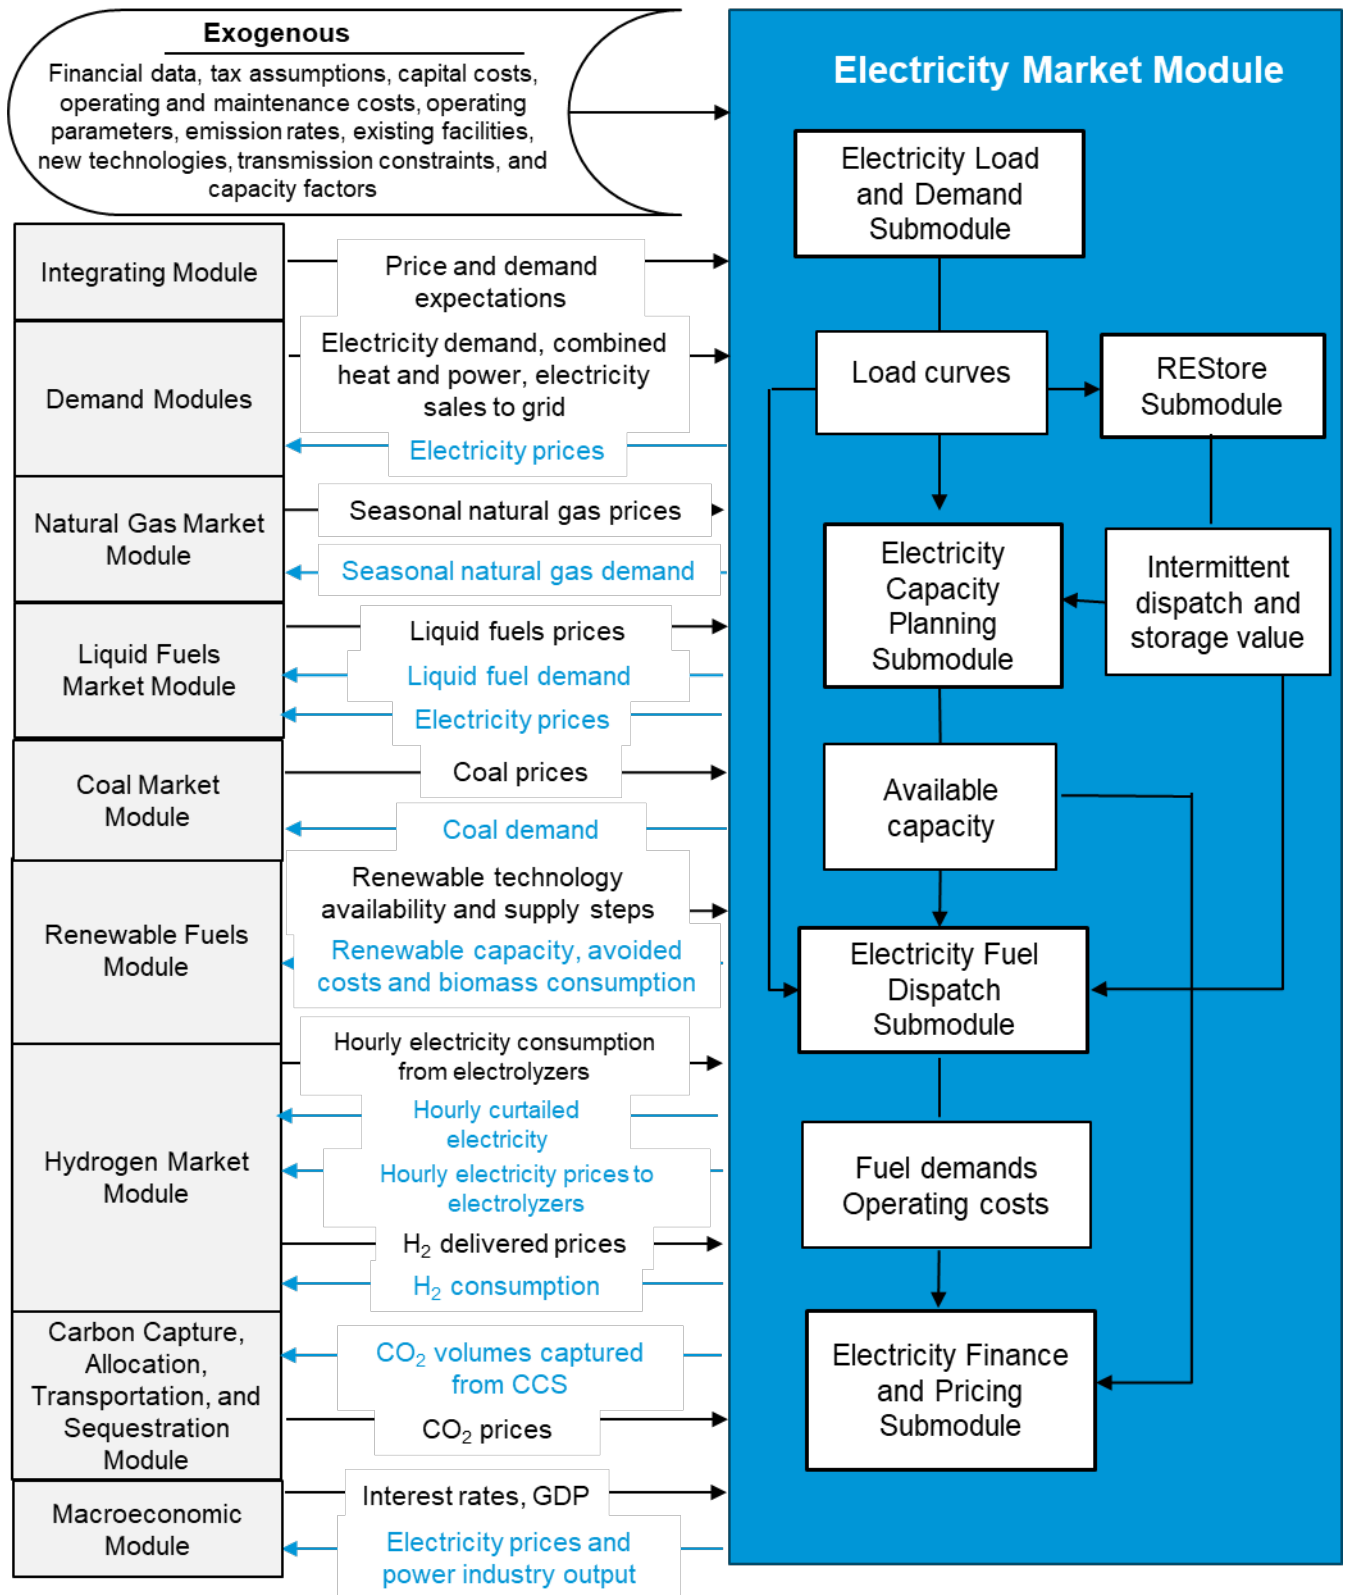 Exogenous
Financial data, tax assumptions, capital costs,
operating and maintenance costs, operating
parameters, emission rates, existing facilities,
new technologies, transmission constraints, and
capacity factors
Integrating Module
Price and demand
expectations
Demand Modules
Electricity demand, combined
heat and power, electricity
sales to grid
Electricity prices
Natural Gas Market
Module
Seasonal natural gas prices
Seasonal natural gas demand
Liquid Fuels
Market Module
Liquid fuels prices
Liquid fuel demand
Electricity prices
Coal Market
Module
Coal prices
Coal demand
Renewable Fuels
Module
Renewable technology
availability and supply steps
Renewable capacity, avoided
costs and biomass consumption
Hydrogen Market
Module
Hourly electricity consumption
from electrolyzers
Hourly curtailed
electricity
Hourly electricity prices to
electrolyzers
H₂ delivered prices
H₂ consumption
Carbon Capture,
Allocation,
Transportation, and
Sequestration
Module
CO₂ volumes captured
from CCS
CO₂ prices
Macroeconomic
Module
Interest rates, GDP
Electricity prices and
power industry output
Electricity Market Module
Electricity Load
and Demand
Submodule
Load curves
REStore
Submodule
Electricity
Capacity
Planning
Submodule
Intermittent
dispatch and
storage value
Available
capacity
Electricity Fuel
Dispatch
Submodule
Fuel demands
Operating costs
Electricity Finance
and Pricing
Submodule